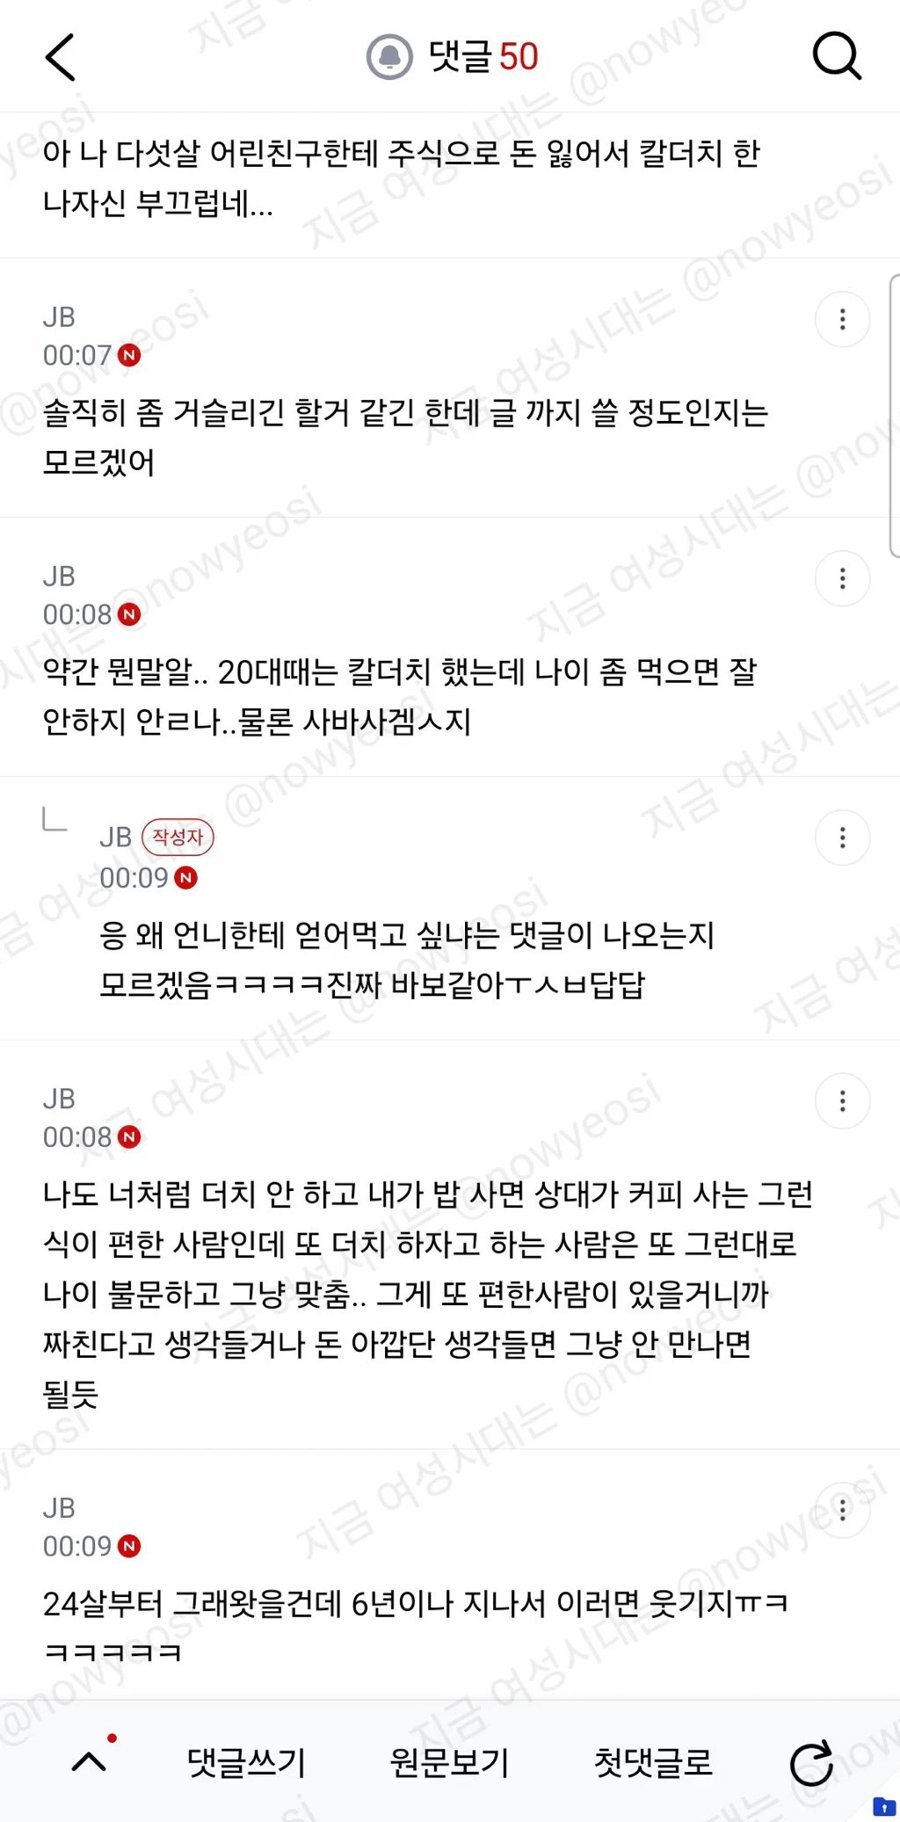 댓글 50
아 나 다섯살 어린친구한테 주식으로 돈 잃어서 칼더치 한
나자신 부끄럽네...
JB
00:07 N
솔직히 좀 거슬리긴 할거 같긴 한데 글 까지 쓸 정도인지는
모르겠어
JB
00:08 N
약간 뭔말알.. 20대때는 칼더치 했는데 나이 좀 먹으면 잘
안하지 안ㄹ나..물론 사바사겜ㅅ지
JB 작성자
00:09 N
응 왜 언니한테 얻어먹고 싶냐는 댓글이 나오는지
모르겠음ㅋㅋㅋㅋ진짜 바보같아ㅜㅅㅂ답답
JB
00:08 N
나도 너처럼 더치 안 하고 내가 밥 사면 상대가 커피 사는 그런
식이 편한 사람인데 또 더치 하자고 하는 사람은 또 그런대로
나이 불문하고 그냥 맞춤.. 그게 또 편한사람이 있을거니까
짜친다고 생각들거나 돈 아깝단 생각들면 그냥 안 만나면
될듯
JB
00:09 N
24살부터 그래왓을건데 6년이나 지나서 이러면 웃기지ㅠㅋ
ㅋㅋㅋㅋㅋ
댓글쓰기 원문보기 첫댓글로
지금 여성시대는 @nowyeosi